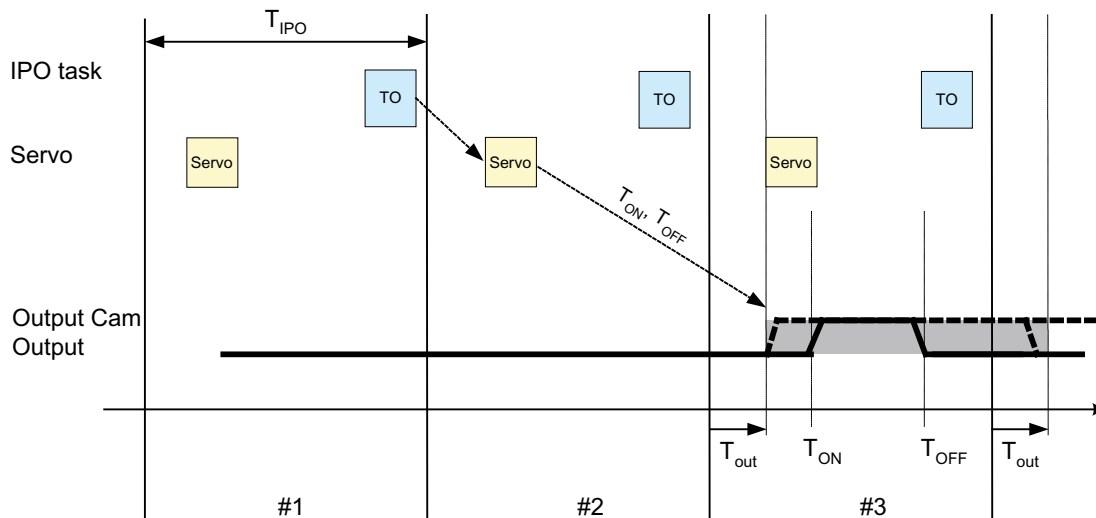 T_IPO
IPO task
TO
TO
TO
Servo
Servo
Servo
Servo
T_ON, T_OFF
Output Cam
Output
T_out
T_ON
T_OFF
T_out
#1
#2
#3